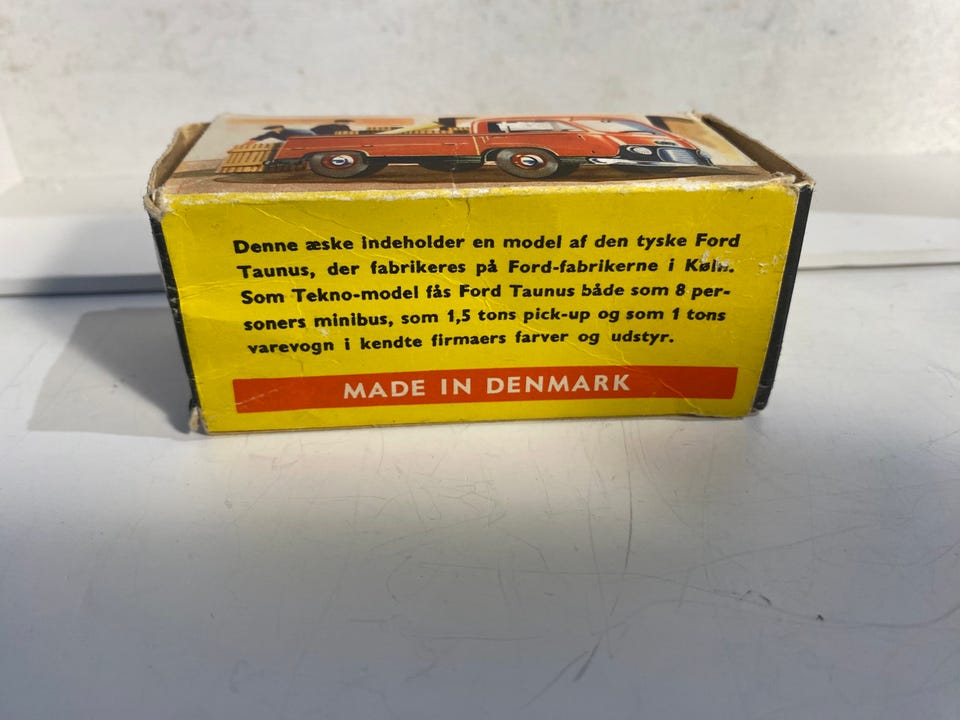 Denne æske indeholder en model af den tyske Ford
Taunus, der fabrikeres på Ford-fabrikerne i Køln.
Som Tekno-model fås Ford Taunus både som 8 per-
soners minibus, som 1,5 tons pick-up og som 1 tons
varevogn i kendte firmaers farver og udstyr.
MADE IN DENMARK